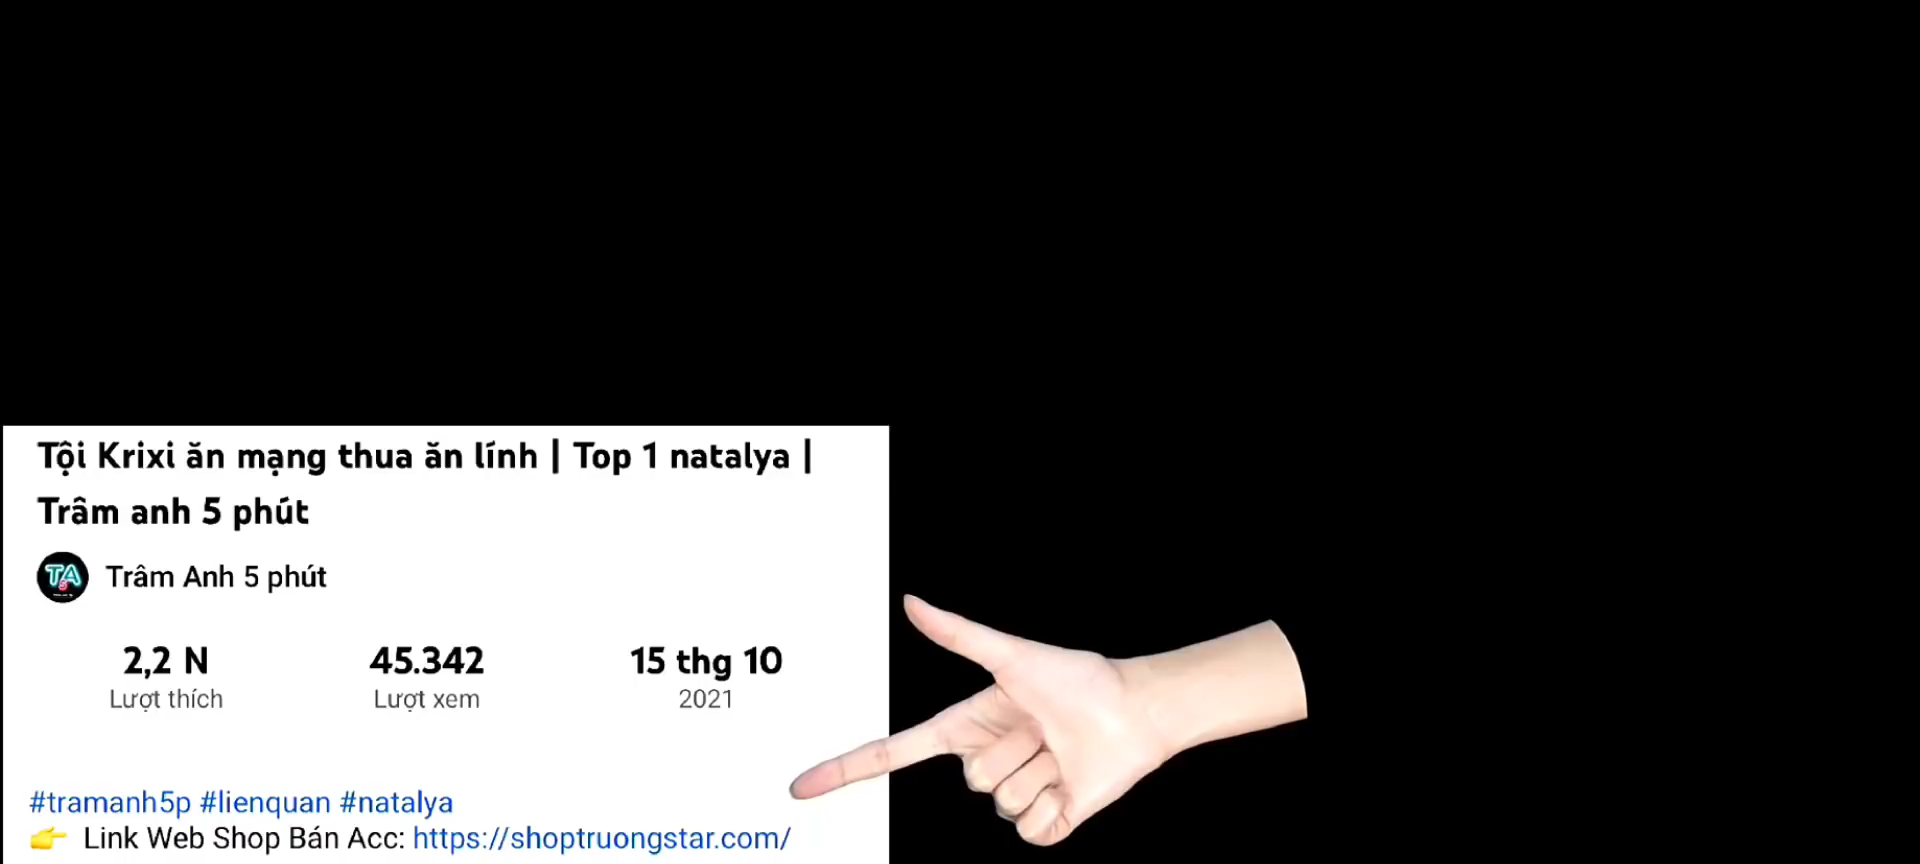 Tội Krixi ăn mạng thua ăn lính | Top 1 natalya |
Trâm anh 5 phút
TA
Trâm Anh 5 phút
2,2 N 45.342 15 thg 10
Lượt thích Lượt xem 2021
#tramanh5p #lienquan #natalya
👉 Link Web Shop Bán Acc: https://shoptruongstar.com/